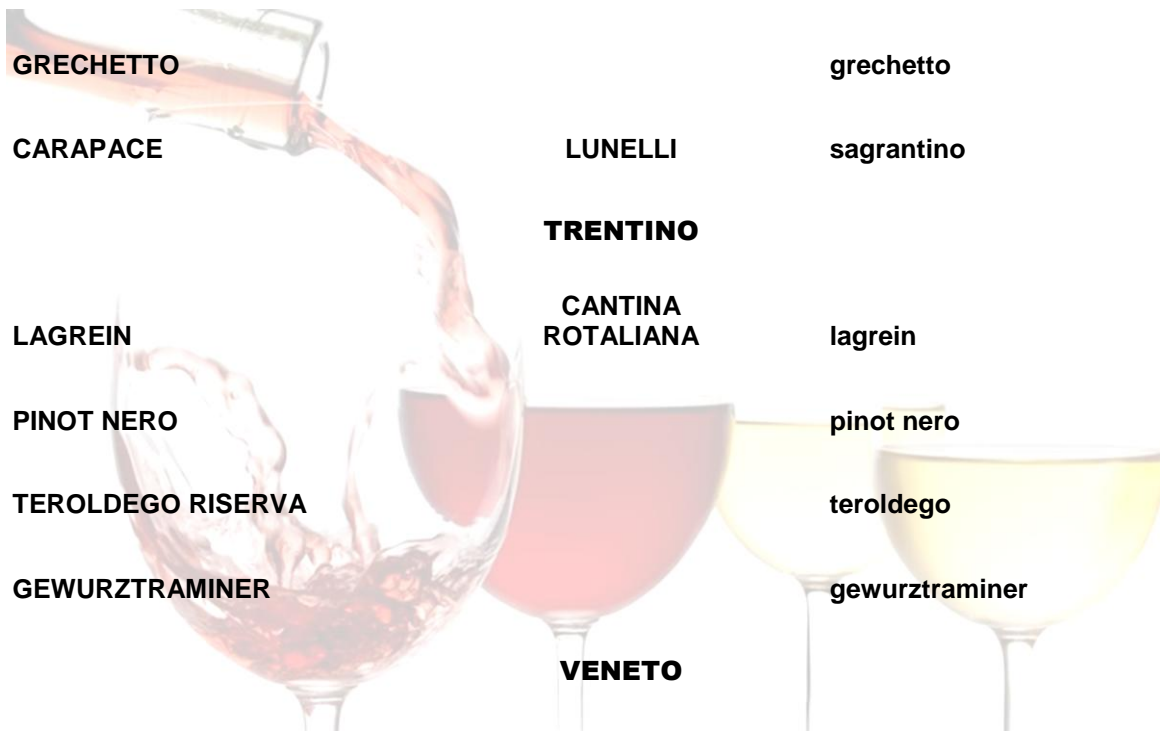 GRECHETTO grechetto
CARAPACE LUNELLI sagrantino
TRENTINO
CANTINA
LAGREIN ROTALIANA lagrein
PINOT NERO pinot nero
TEROLDEGO RISERVA teroldego
GEWURZTRAMINER gewurztraminer
VENETO